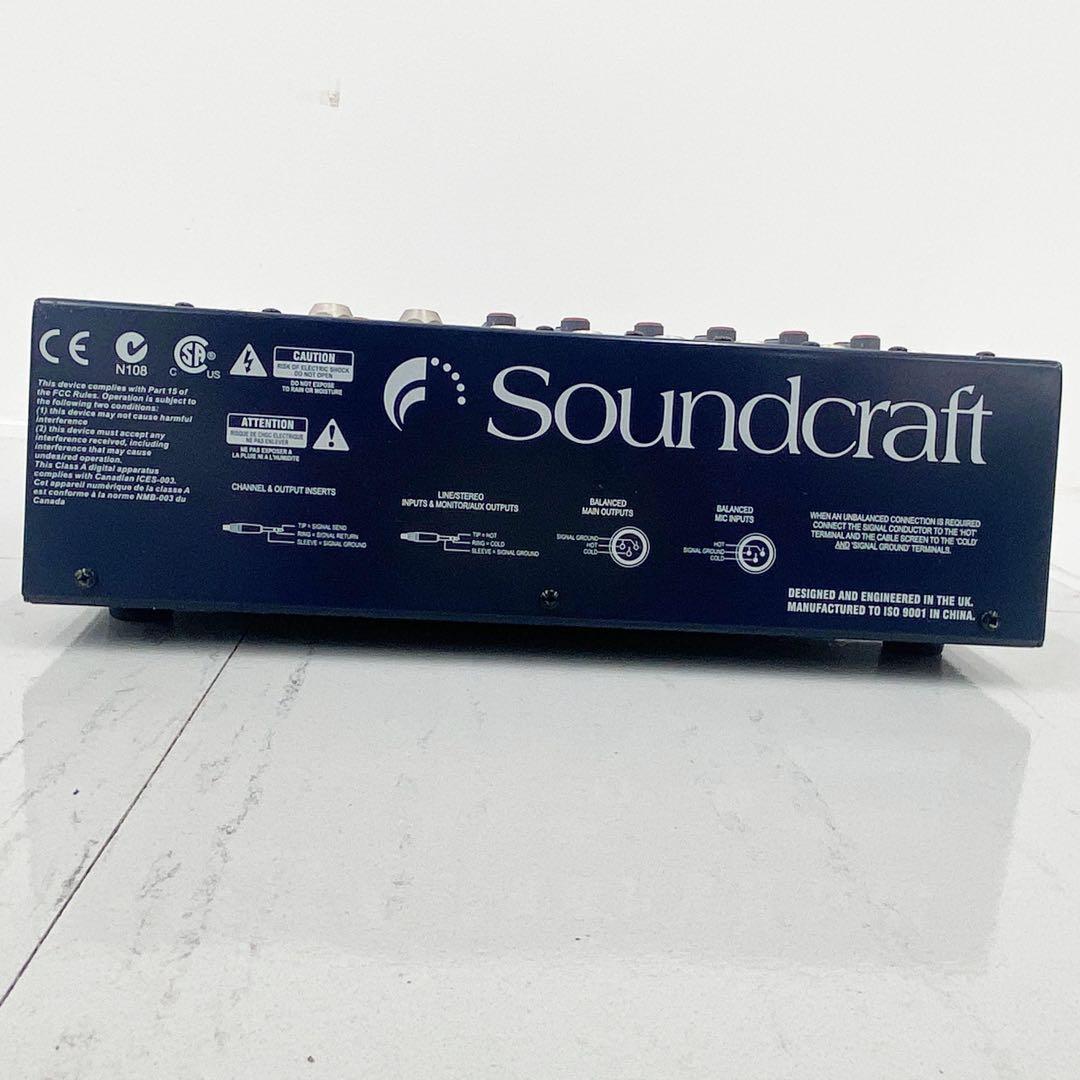 CE
N108
C SA® US
CAUTION
RISK OF ELECTRIC SHOCK
DO NOT OPEN
DO NOT EXPOSE
TO RAIN OR MOISTURE
This device complies with Part 15 of
the FCC Rules. Operation is subject to
the following two conditions:
(1) this device may not cause harmful
interference
(2) this device must accept any
interference received, including
interference that may cause
undesired operation.
This Class A digital apparatus
complies with Canadian ICES-003.
Cet appareil numérique de la classe A
est conforme à la norme NMB-003 du
Canada
ATTENTION
RISQUE DE CHOC ELECTRIQUE
NE PAS ENLEVER
NE PAS EXPOSER A
LA PLUIE NI A L'HUMIDITE
Soundcraft
CHANNEL & OUTPUT INSERTS
TIP = SIGNAL SEND
RING = SIGNAL RETURN
SLEEVE = SIGNAL GROUND
LINE/STEREO
INPUTS & MONITOR/AUX OUTPUTS
TIP = HOT
RING = COLD
SLEEVE = SIGNAL GROUND
BALANCED
MAIN OUTPUTS
SIGNAL GROUND
HOT
COLD
BALANCED
MIC INPUTS
HOT
SIGNAL GROUND
COLD
WHEN AN UNBALANCED CONNECTION IS REQUIRED
CONNECT THE SIGNAL CONDUCTOR TO THE 'HOT'
TERMINAL AND THE CABLE SCREEN TO THE 'COLD'
AND 'SIGNAL GROUND' TERMINALS.
DESIGNED AND ENGINEERED IN THE UK.
MANUFACTURED TO ISO 9001 IN CHINA.